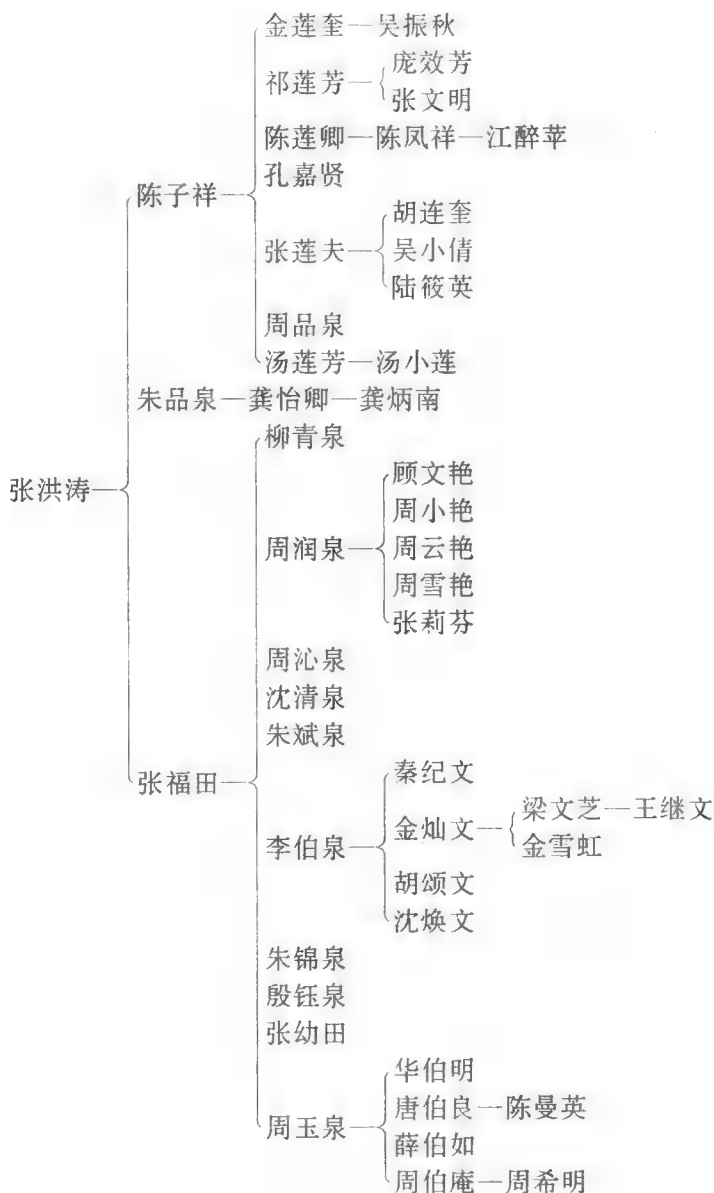 金莲奎—吴振秋
庞效芳
祁莲芳
张文明
陈莲卿—陈凤祥—江醉苹
孔嘉贤
陈子祥
胡连奎
张莲夫—吴小倩
陆筱英
周品泉
汤莲芳—汤小莲
朱品泉—龚怡卿—龚炳南
柳青泉
顾文艳
张洪涛
周小艳
周润泉—周云艳
周雪艳
张莉芬
周沁泉
沈清泉
朱斌泉
张福田
秦纪文
梁文芝—王继文
金灿文
李伯泉
金雪虹
胡颂文
沈焕文
朱锦泉
殷钰泉
张幼田
华伯明
唐伯良—陈曼英
周玉泉
薛伯如
周伯庵—周希明